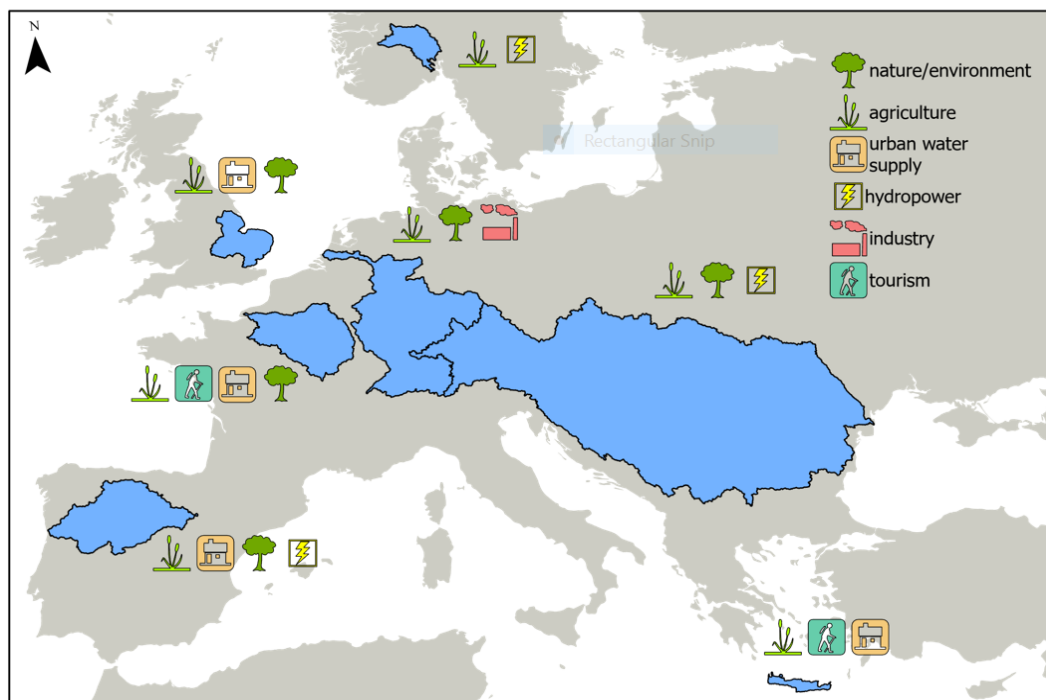 N
nature/environment
agriculture
urban water
supply
hydropower
industry
tourism
Rectangular Snip